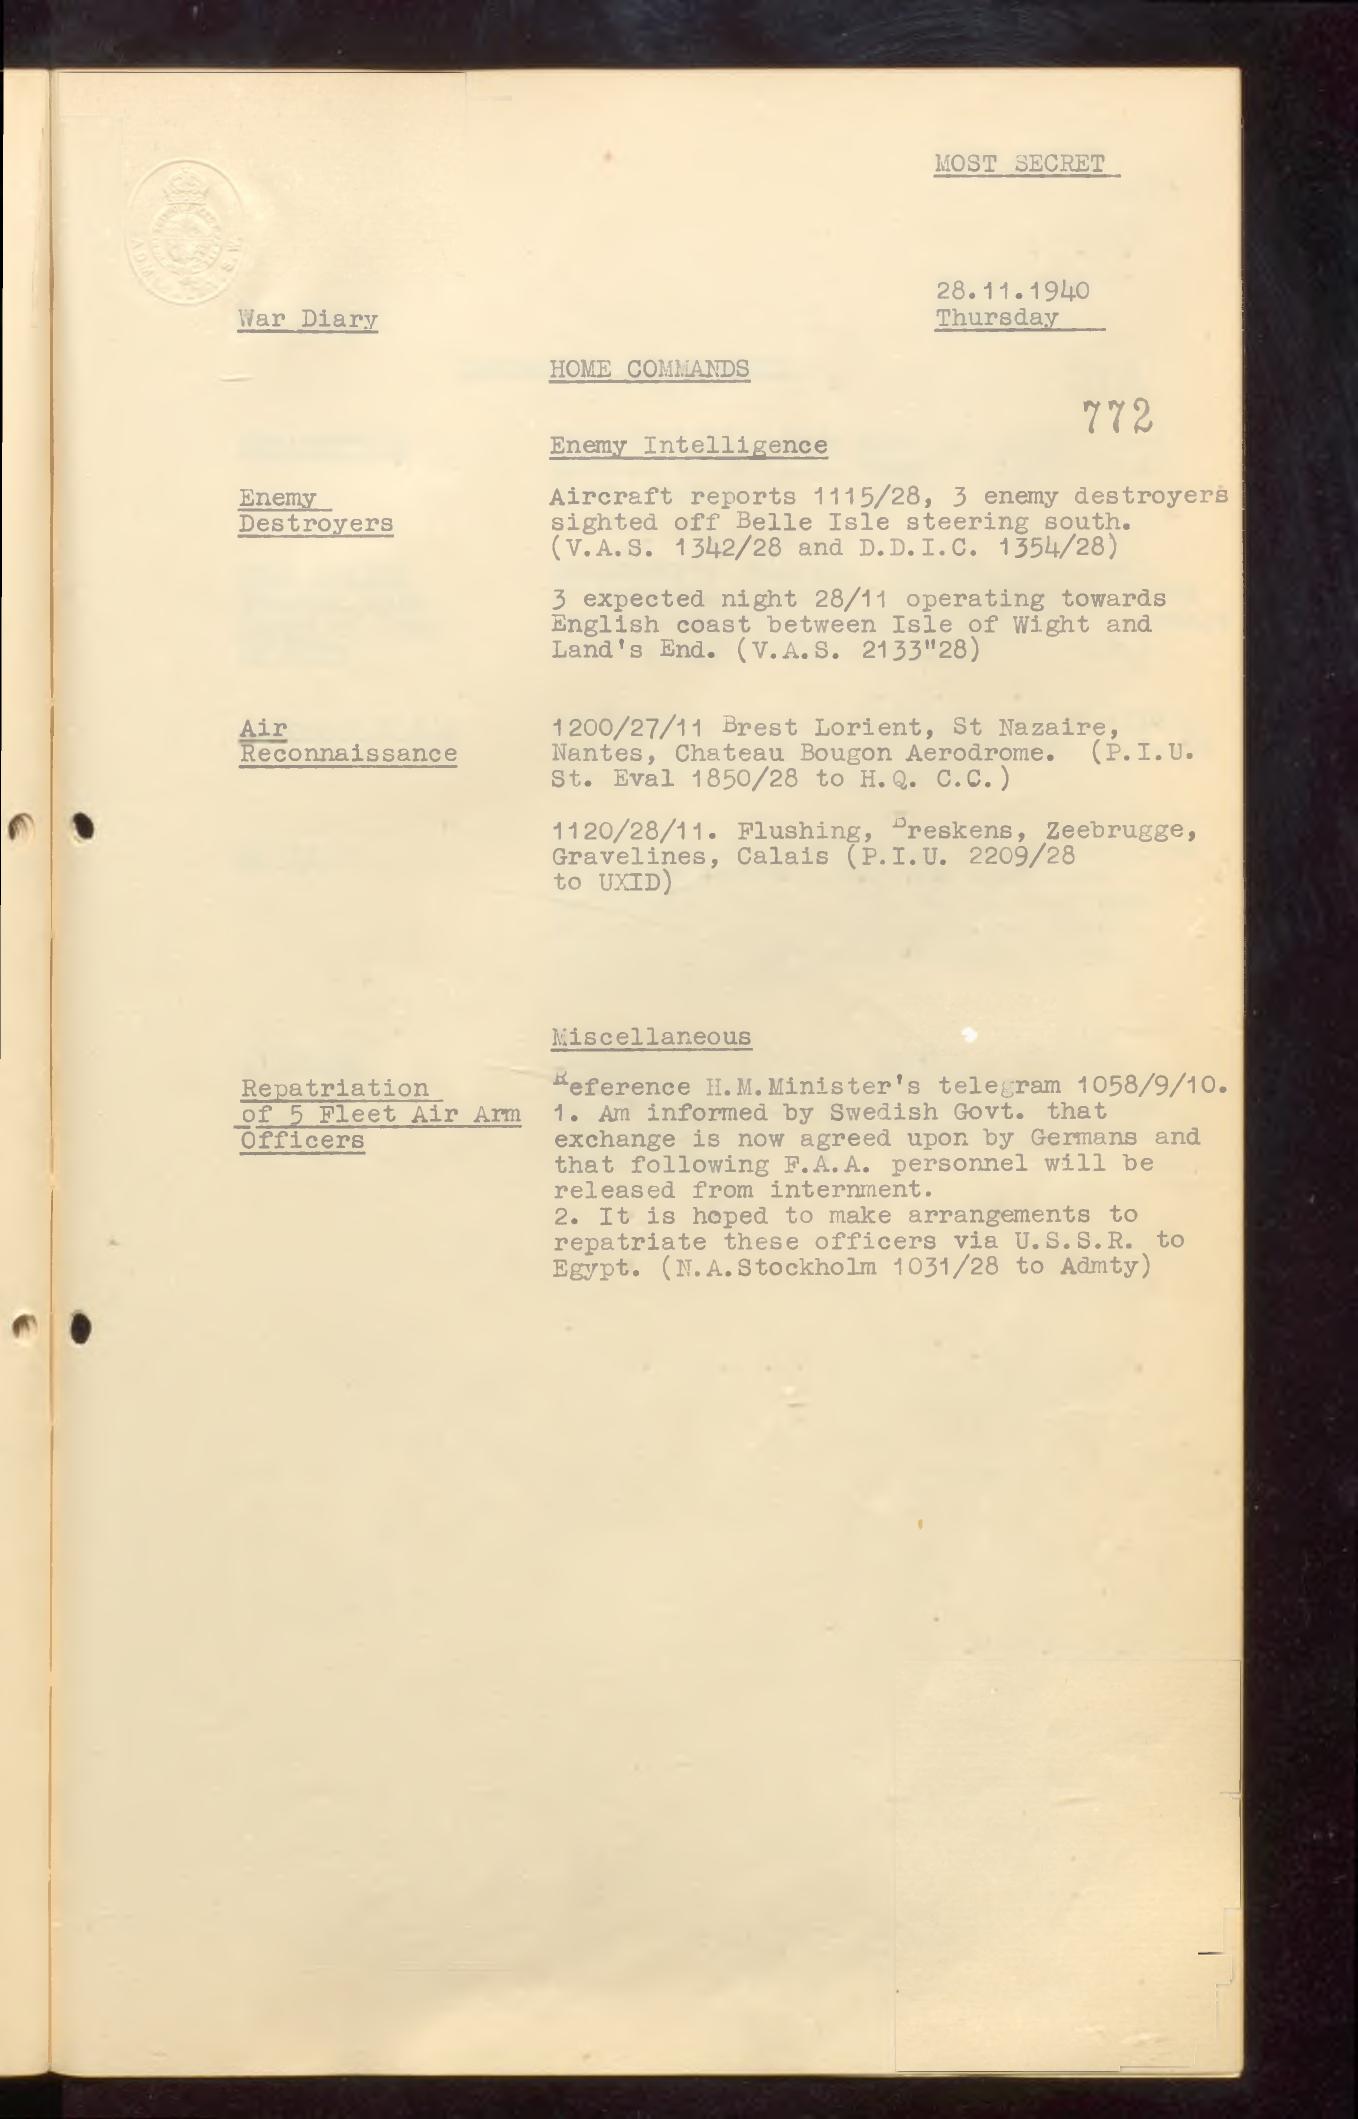 MOST SECRET
28.11.1940
War Diary
Thursday
HOME COMMANDS
772
Enemy Intelligence
Enemy
Destroyers
Aircraft reports 1115/28, 3 enemy destroyers
sighted off Belle Isle steering south.
(V.A.S. 1342/28 and D.D.I.C. 1354/28)
3 expected night 28/11 operating towards
English coast between Isle of Wight and
Land's End. (V.A.S. 2133"28)
Air
Reconnaissance
1200/27/11 Brest Lorient, St Nazaire,
Nantes, Chateau Bougon Aerodrome. (P.I.U.
St. Eval 1850/28 to H.Q. C.C.)
1120/28/11. Flushing, Breskens, Zeebrugge,
Gravelines, Calais (P.I.U. 2209/28
to UXID)
Miscellaneous
Repatriation
of 5 Fleet Air Arm
Officers
Reference H.M.Minister's telegram 1058/9/10.
1. Am informed by Swedish Govt. that
exchange is now agreed upon by Germans and
that following F.A.A. personnel will be
released from internment.
2. It is hoped to make arrangements to
repatriate these officers via U.S.S.R. to
Egypt. (N.A.Stockholm 1031/28 to Admty)